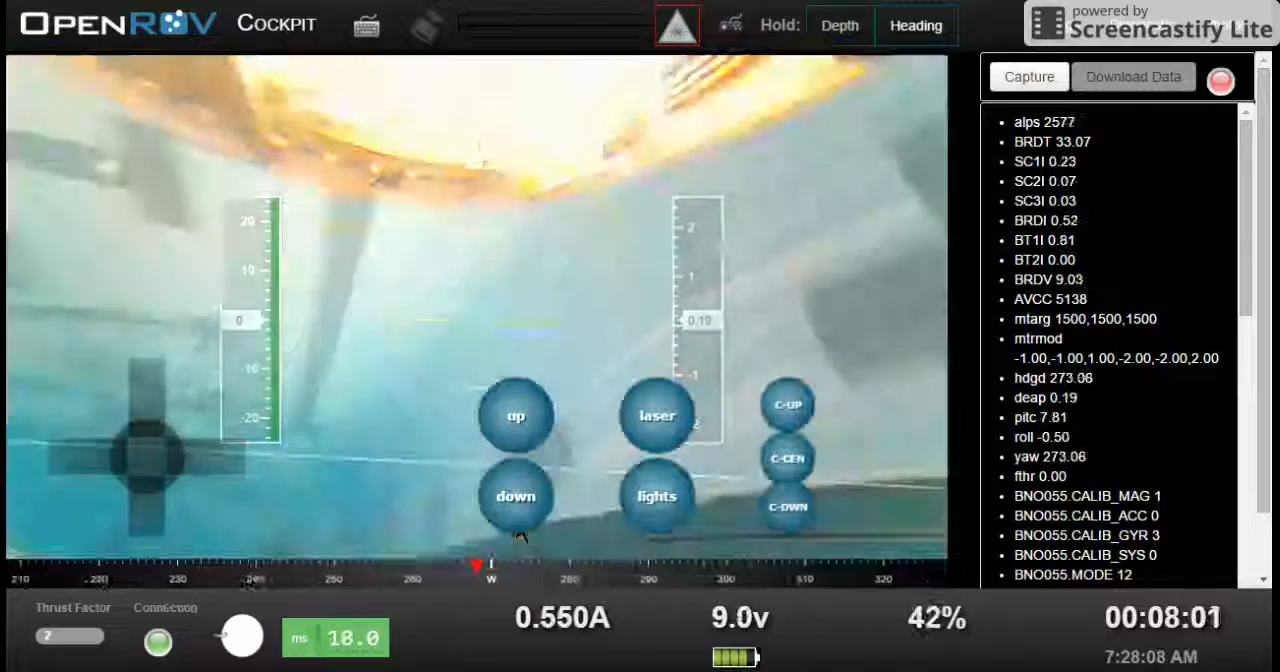 OPENROV COCKPIT
Hold: Depth Heading
powered by
Screencastify Lite
Capture Download Data
alps 2577
BRDT 33.07
SC1I 0.23
SC2I 0.07
SC3I 0.03
BRDI 0.52
BT1I 0.81
BT2I 0.00
BRDV 9.03
AVCC 5138
mtarg 1500,1500,1500
mtrmod
-1.00,-1.00,1.00,-2.00,-2.00,2.00
hdgd 273.06
deap 0.19
pitc 7.81
roll -0.50
yaw 273.06
fthr 0.00
BNO055.CALIB_MAG 1
BNO055.CALIB_ACC 0
BNO055.CALIB_GYR 3
BNO055.CALIB_SYS 0
BNO055.MODE 12
20
10
0
-10
-20
2
1
0.19
-1
2
up laser C-UP
C-CEN
down lights C-DWN
210 220 230 240 250 260 W 280 290 300 310 320
Thrust Factor Connection
2
ms 18.0
0.550A 9.0v 42% 00:08:01
7:28:08 AM